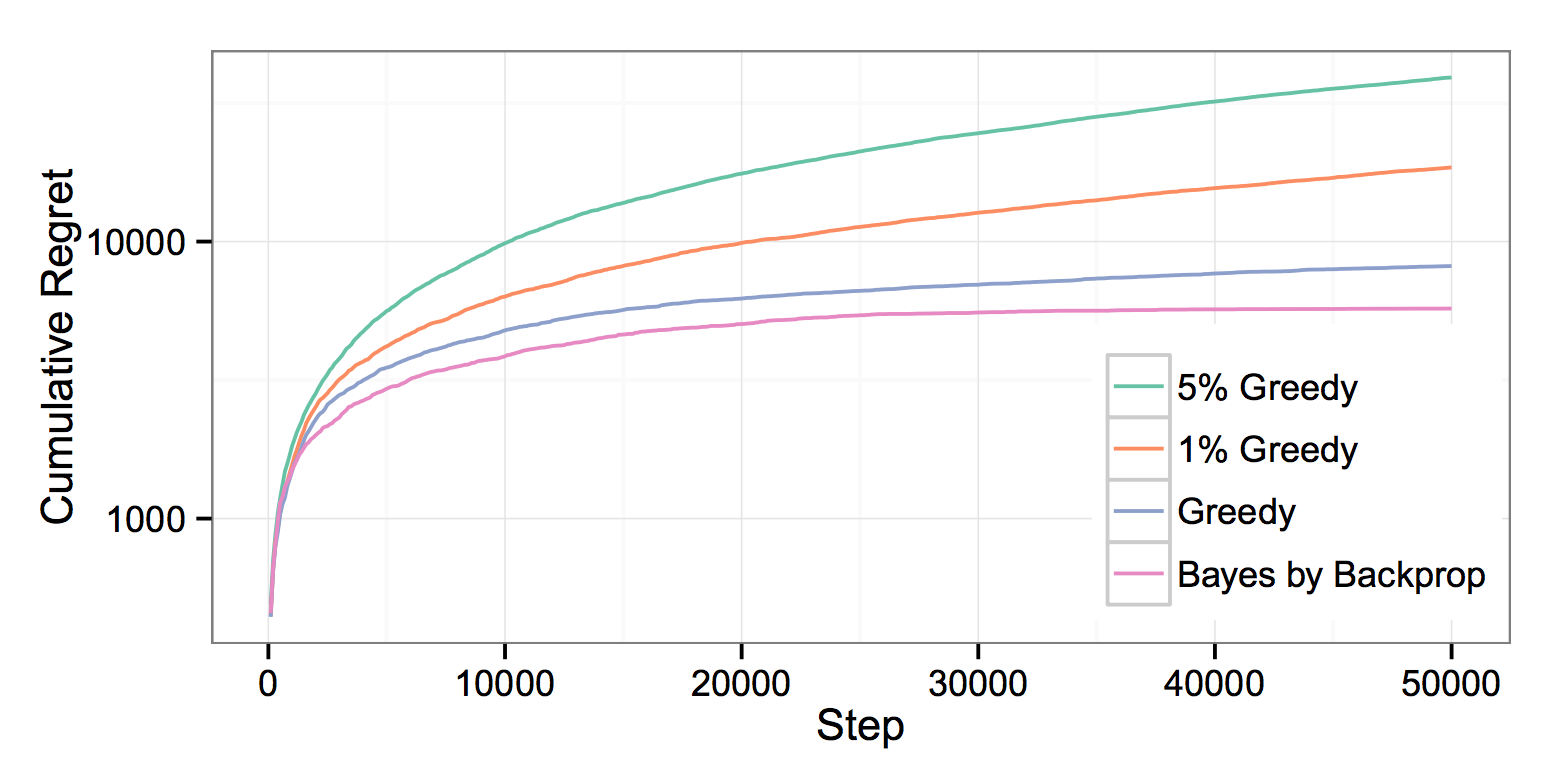 Cumulative Regret
10000
1000
5% Greedy
1% Greedy
Greedy
Bayes by Backprop
0 10000 20000 30000 40000 50000
Step